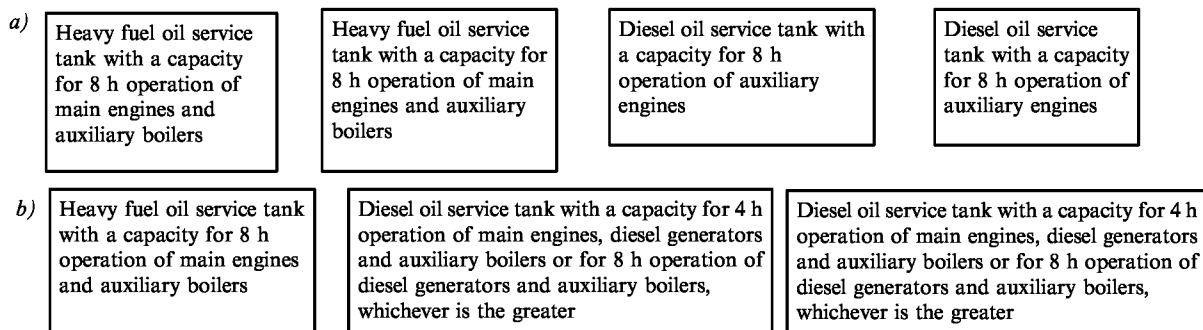 a)
Heavy fuel oil service
tank with a capacity
for 8 h operation of
main engines and
auxiliary boilers
Heavy fuel oil service
tank with a capacity for
8 h operation of main
engines and auxiliary
boilers
Diesel oil service tank with
a capacity for 8 h
operation of auxiliary
engines
Diesel oil service
tank with a capacity
for 8 h operation of
auxiliary engines
b)
Heavy fuel oil service tank
with a capacity for 8 h
operation of main engines
and auxiliary boilers
Diesel oil service tank with a capacity for 4 h
operation of main engines, diesel generators
and auxiliary boilers or for 8 h operation of
diesel generators and auxiliary boilers,
whichever is the greater
Diesel oil service tank with a capacity for 4 h
operation of main engines, diesel generators
and auxiliary boilers or for 8 h operation of
diesel generators and auxiliary boilers,
whichever is the greater